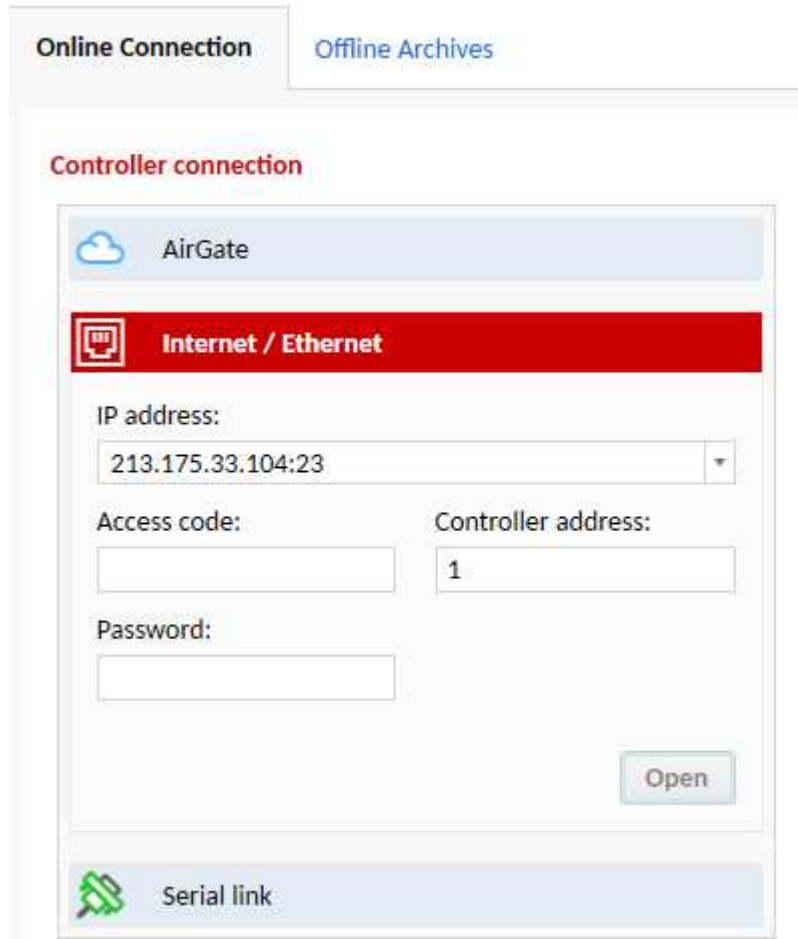 Online Connection Offline Archives
Controller connection
AirGate
Internet / Ethernet
IP address:
213.175.33.104:23
Access code: Controller address:
1
Password:
Open
Serial link